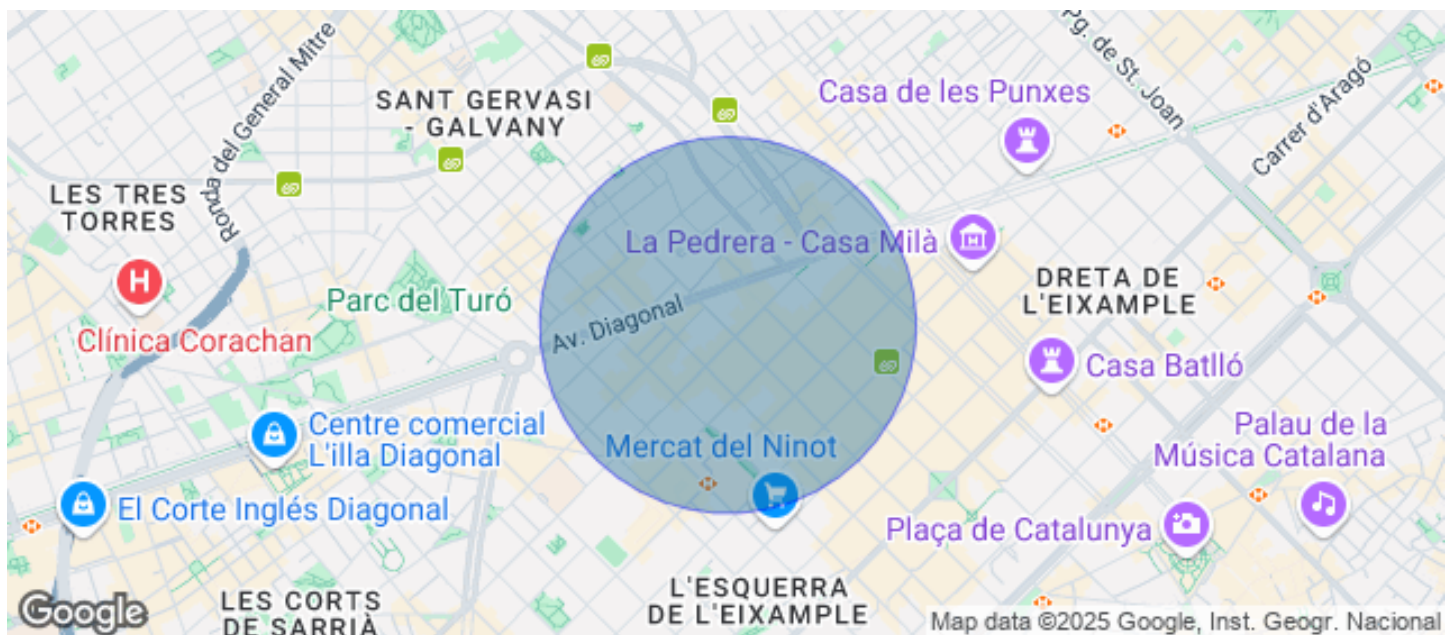 Ronda del General Mitre
SANT GERVASI
- GALVANY
Casa de les Punxes
Pg. de St. Joan
Carrer d'Aragó
LES TRES
TORRES
La Pedrera - Casa Milà
H
Clínica Corachan
Parc del Turó
Av. Diagonal
DRETA DE
L'EIXAMPLE
Casa Batlló
Centre comercial
L'illa Diagonal
Mercat del Ninot
Palau de la
Música Catalana
El Corte Inglés Diagonal
Plaça de Catalunya
L'ESQUERRA
DE L'EIXAMPLE
LES CORTS
DE SARRIÀ
Google
Map data ©2025 Google, Inst. Geogr. Nacional